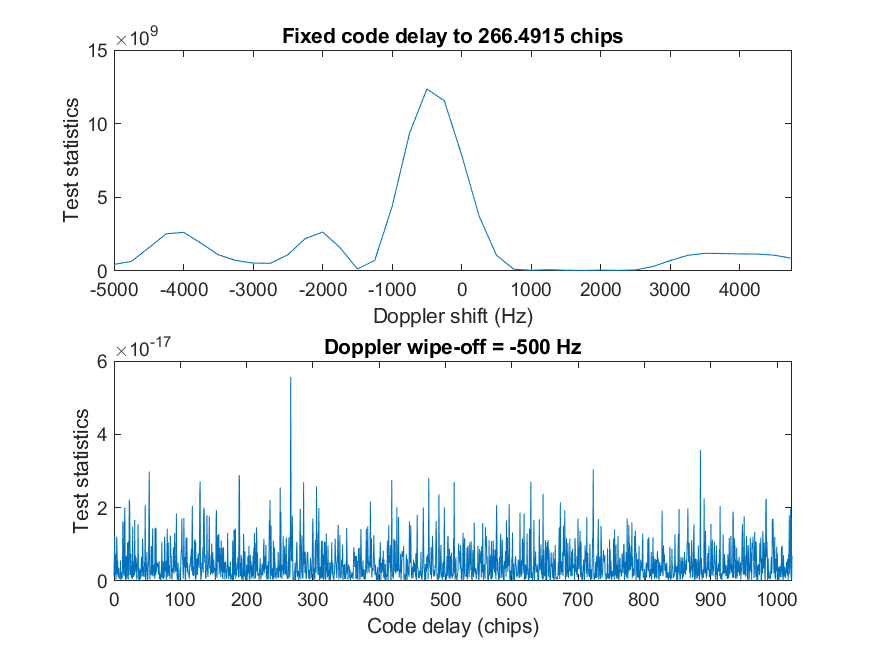 ×10^9
Fixed code delay to 266.4915 chips
15
10
5
0
Test statistics
-5000 -4000 -3000 -2000 -1000 0 1000 2000 3000 4000
Doppler shift (Hz)
×10^-17
Doppler wipe-off = -500 Hz
6
4
2
0
Test statistics
0 100 200 300 400 500 600 700 800 900 1000
Code delay (chips)